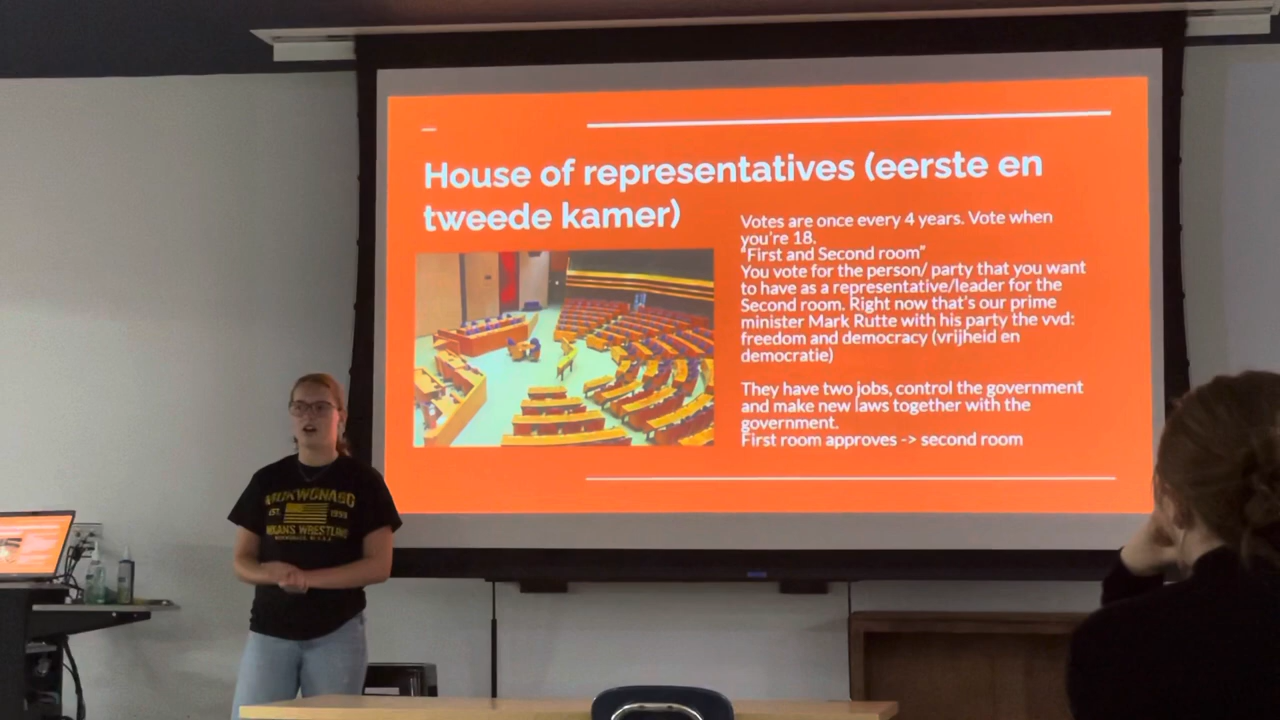 House of representatives (eerste en
tweede kamer)
Votes are once every 4 years. Vote when
you're 18.
"First and Second room"
You vote for the person/ party that you want
to have as a representative/leader for the
Second room. Right now that's our prime
minister Mark Rutte with his party the vvd:
freedom and democracy (vrijheid en
democratie)
They have two jobs, control the government
and make new laws together with the
government.
First room approves -> second room
MUKWONAGO
EST.
WRESTLING